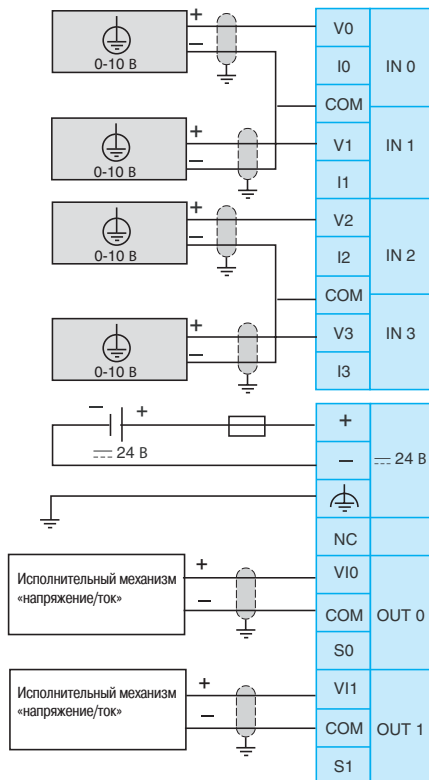 +
V0
−
I0
IN 0
0-10 В
COM
+
V1
IN 1
−
0-10 В
I1
+
V2
−
I2
IN 2
0-10 В
COM
+
V3
IN 3
−
0-10 В
I3
− +
+
24 В
−
24 В
NC
Исполнительный механизм
«напряжение/ток»
+
VI0
−
COM
OUT 0
S0
Исполнительный механизм
«напряжение/ток»
+
VI1
−
COM
OUT 1
S1